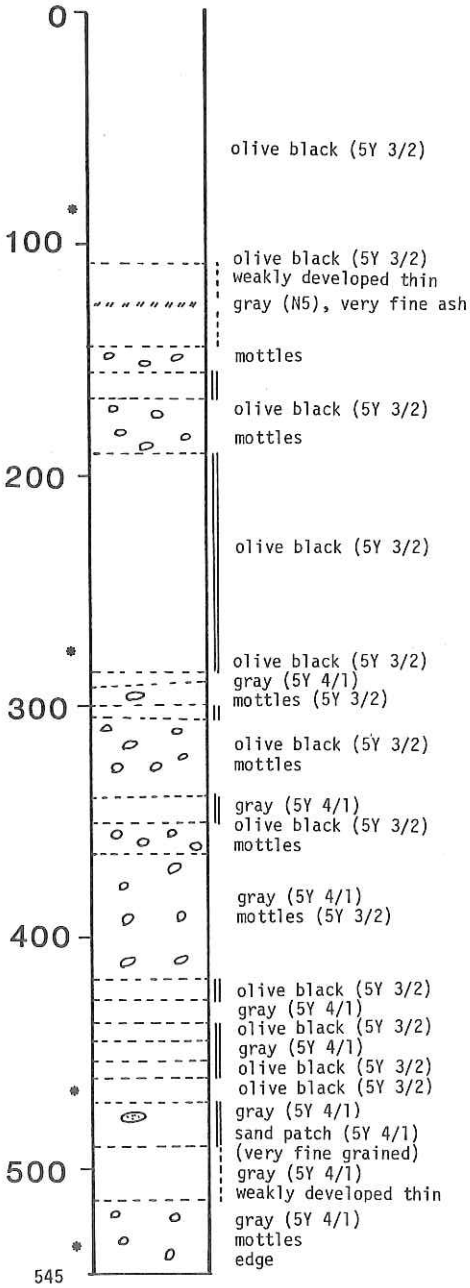 0
olive black (5Y 3/2)
100
olive black (5Y 3/2)
weakly developed thin
gray (N5), very fine ash
mottles
olive black (5Y 3/2)
mottles
200
olive black (5Y 3/2)
olive black (5Y 3/2)
gray (5Y 4/1)
300
mottles (5Y 3/2)
olive black (5Y 3/2)
mottles
gray (5Y 4/1)
olive black (5Y 3/2)
mottles
gray (5Y 4/1)
mottles (5Y 3/2)
400
olive black (5Y 3/2)
gray (5Y 4/1)
olive black (5Y 3/2)
gray (5Y 4/1)
olive black (5Y 3/2)
olive black (5Y 3/2)
gray (5Y 4/1)
sand patch (5Y 4/1)
(very fine grained)
500
gray (5Y 4/1)
weakly developed thin
gray (5Y 4/1)
mottles
edge
545